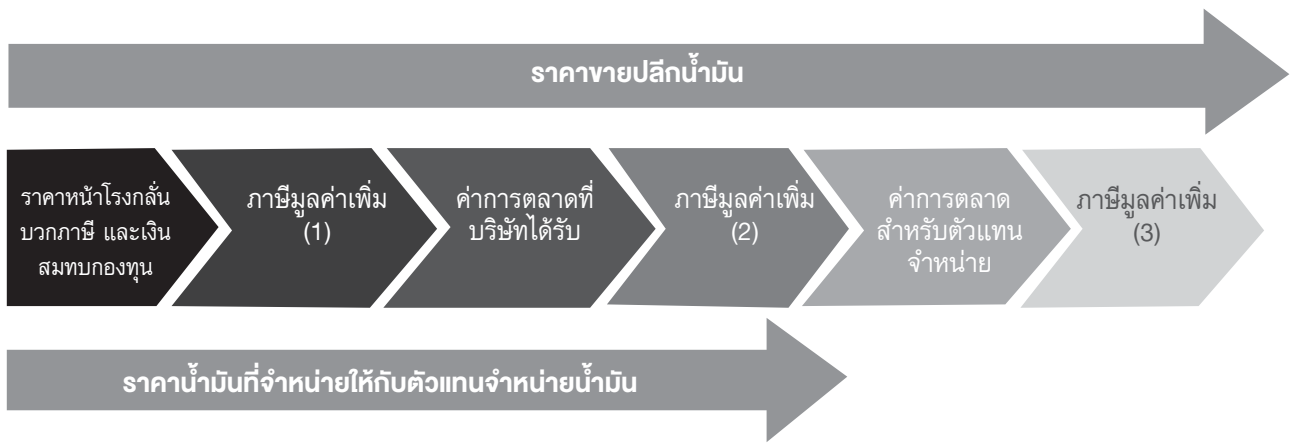 ราคาขายปลีกน้ำมัน
ราคาหน้าโรงกลั่น
บวกภาษี และเงิน
สมทบกองทุน
ภาษีมูลค่าเพิ่ม
(1)
ค่าการตลาดที่
บริษัทได้รับ
ภาษีมูลค่าเพิ่ม
(2)
ค่าการตลาด
สำหรับตัวแทน
จำหน่าย
ภาษีมูลค่าเพิ่ม
(3)
ราคาน้ำมันที่จำหน่ายให้กับตัวแทนจำหน่ายน้ำมัน